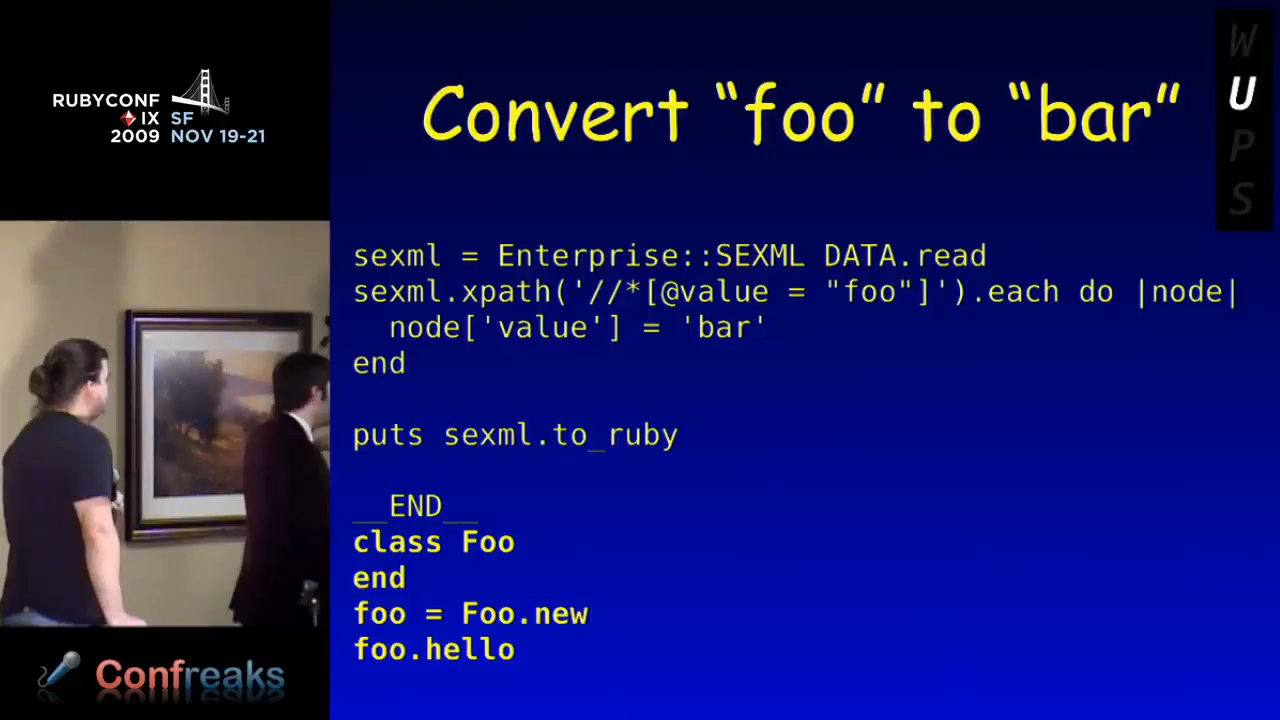 RUBYCONF
IX SF
2009 NOV 19-21
Convert “foo” to “bar”
W
U
P
S
sexml = Enterprise::SEXML DATA.read
sexml.xpath('//*[@value = "foo"]').each do |node|
  node['value'] = 'bar'
end
puts sexml.to_ruby
__END__
class Foo
end
foo = Foo.new
foo.hello
Confreaks